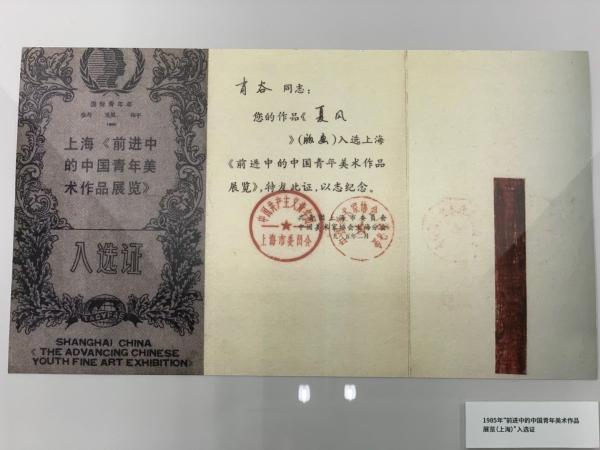 国际青年年
参与 发展 和平
1985
上海《前进中
的中国青年美
术作品展览》
入选证
SHANGHAI CHINA
《THE ADVANCING CHINESE
YOUTH FINE ART EXHIBITION》
肖谷 同志:
您的作品《 夏风
》(版画)入选上海
《前进中的中国青年美术作品
展览》,特发此证,以志纪念。
上海市委员会
1985年"前进中的中国青年美术作品
展览(上海)"入选证